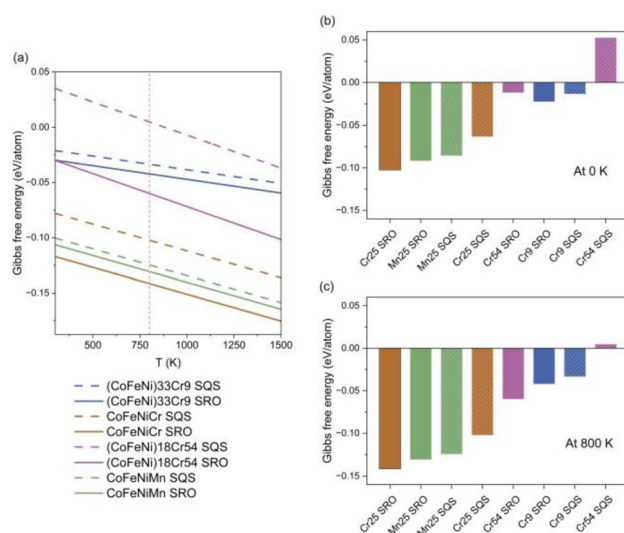 (a)
Gibbs free energy (eV/atom)
0.05
0.00
−0.05
−0.10
−0.15
500
750
1000
1250
1500
T (K)
(CoFeNi)33Cr9 SQS
(CoFeNi)33Cr9 SRO
CoFeNiCr SQS
CoFeNiCr SRO
(CoFeNi)18Cr54 SQS
(CoFeNi)18Cr54 SRO
CoFeNiMn SQS
CoFeNiMn SRO
(b)
Gibbs free energy (eV/atom)
0.05
0.00
−0.05
−0.10
−0.15
At 0 K
Cr25 SRO
Mn25 SRO
Mn25 SQS
Cr25 SQS
Cr54 SRO
Cr9 SRO
Cr9 SQS
Cr54 SQS
(c)
Gibbs free energy (eV/atom)
0.05
0.00
−0.05
−0.10
−0.15
At 800 K
Cr25 SRO
Mn25 SRO
Mn25 SQS
Cr25 SQS
Cr54 SRO
Cr9 SRO
Cr9 SQS
Cr54 SQS